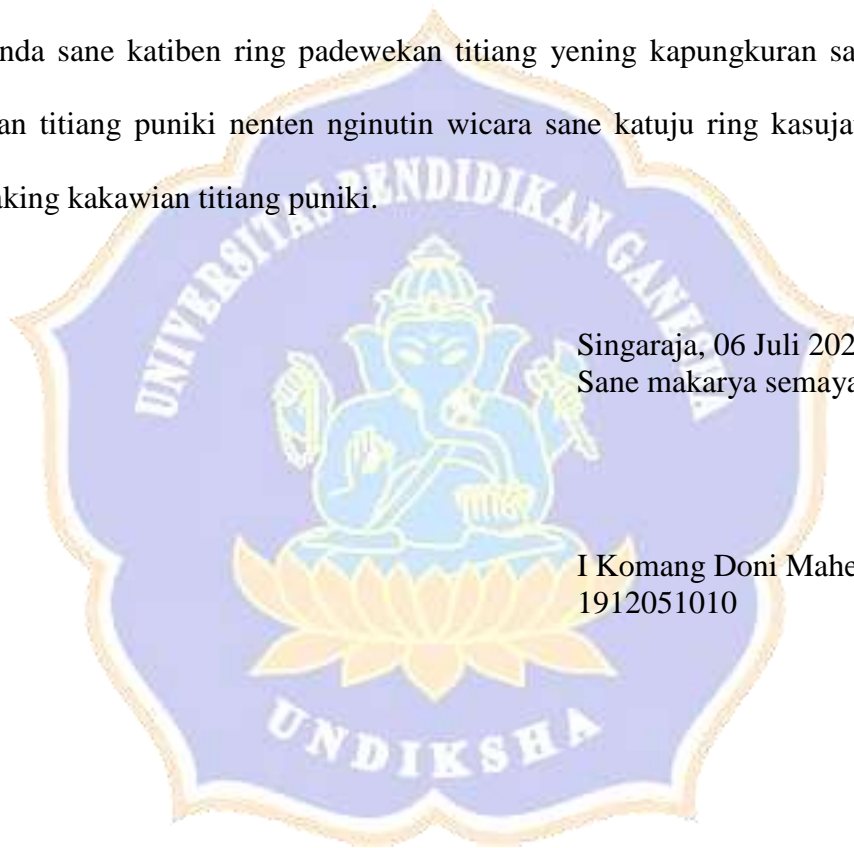 nda sane katiben ring padewekan titiang yening kapungkuran sa
an titiang puniki nenten nginutin wicara sane katuju ring kasuja
aking kakawian titiang puniki.
UNIVERSITAS PENDIDIKAN GANESHA
Singaraja, 06 Juli 202
Sane makarya semaya
I Komang Doni Mahe
1912051010
UNDIKSHA